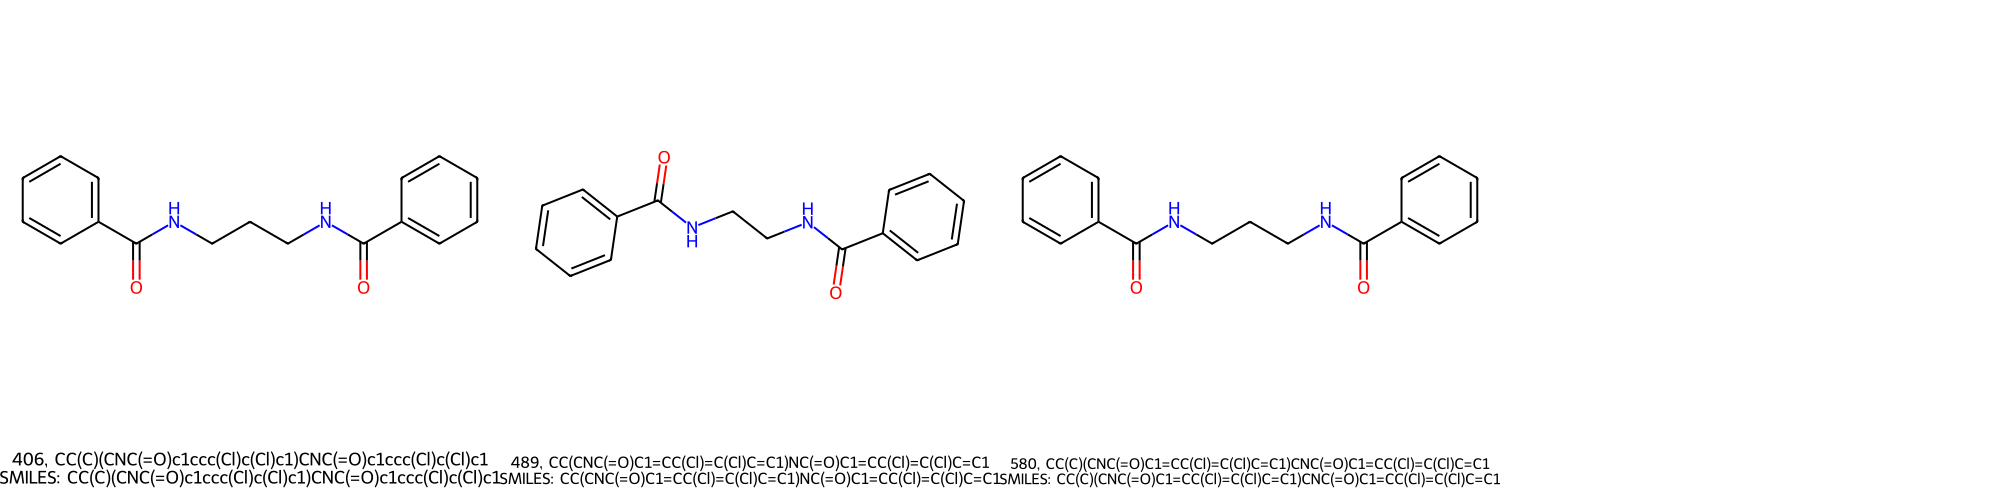 H
N
H
N
O
O
O
N
H
H
N
O
H
N
H
N
O
O
406, CC(C)(CNC(=O)c1ccc(Cl)c(Cl)c1)CNC(=O)c1ccc(Cl)c(Cl)c1
SMILES: CC(C)(CNC(=O)c1ccc(Cl)c(Cl)c1)CNC(=O)c1ccc(Cl)c(Cl)c1
489, CC(CNC(=O)C1=CC(Cl)=C(Cl)C=C1)NC(=O)C1=CC(Cl)=C(Cl)C=C1
SMILES: CC(CNC(=O)C1=CC(Cl)=C(Cl)C=C1)NC(=O)C1=CC(Cl)=C(Cl)C=C1
580, CC(C)(CNC(=O)C1=CC(Cl)=C(Cl)C=C1)CNC(=O)C1=CC(Cl)=C(Cl)C=C1
SMILES: CC(C)(CNC(=O)C1=CC(Cl)=C(Cl)C=C1)CNC(=O)C1=CC(Cl)=C(Cl)C=C1